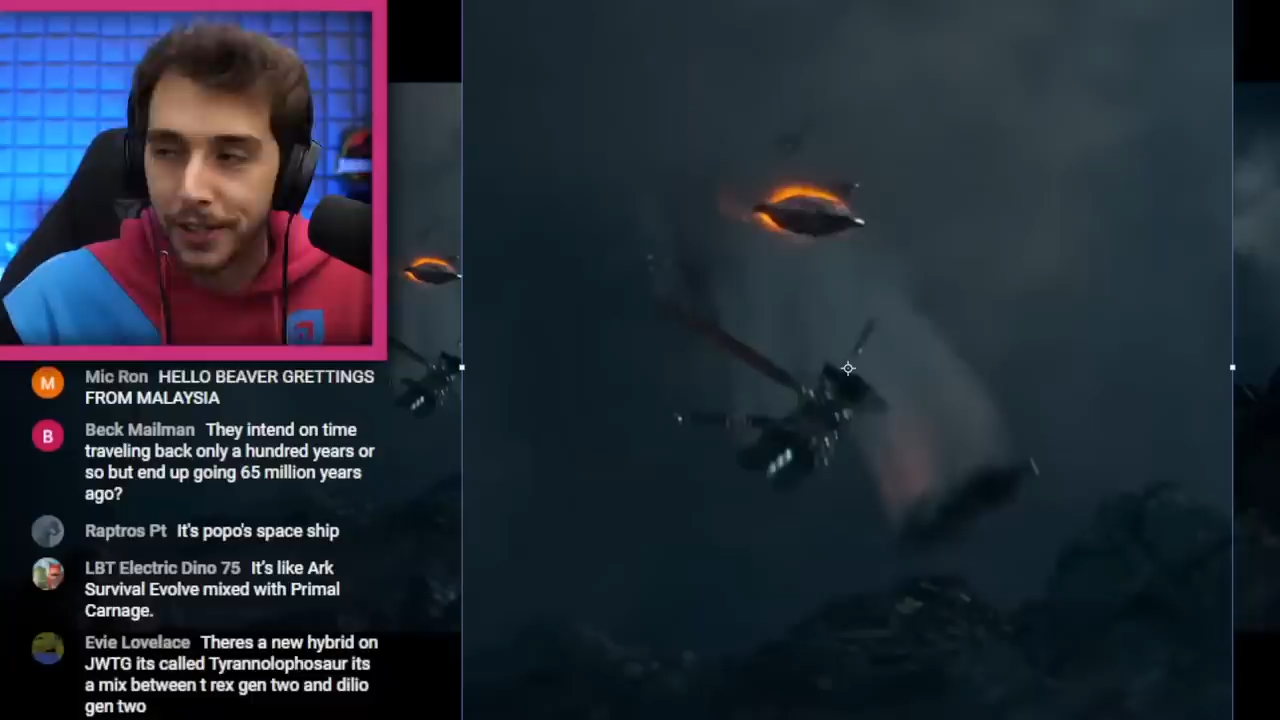 Mic Ron HELLO BEAVER GRETTINGS
FROM MALAYSIA
Beck Mailman They intend on time
traveling back only a hundred years or
so but end up going 65 million years
ago?
Raptros Pt It's popo's space ship
LBT Electric Dino 75 It's like Ark
Survival Evolve mixed with Primal
Carnage.
Evie Lovelace Theres a new hybrid on
JWTG its called Tyrannolophosaur its
a mix between t rex gen two and dilio
gen two